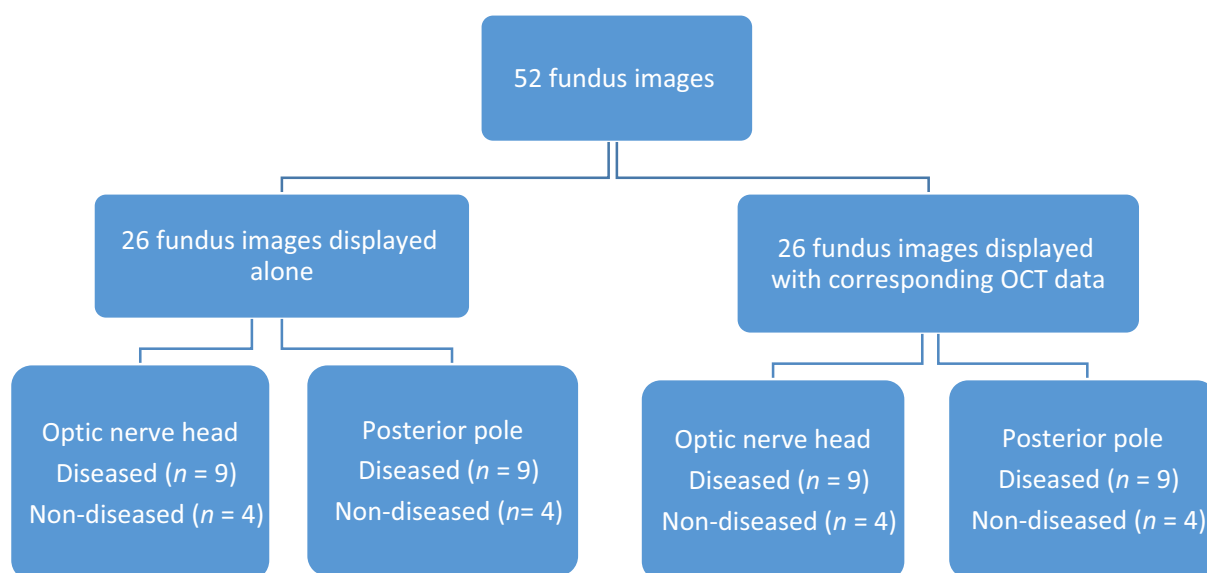 52 fundus images
26 fundus images displayed
alone
26 fundus images displayed
with corresponding OCT data
Optic nerve head
Diseased (n = 9)
Non-diseased (n = 4)
Posterior pole
Diseased (n = 9)
Non-diseased (n= 4)
Optic nerve head
Diseased (n = 9)
Non-diseased (n = 4)
Posterior pole
Diseased (n = 9)
Non-diseased (n = 4)